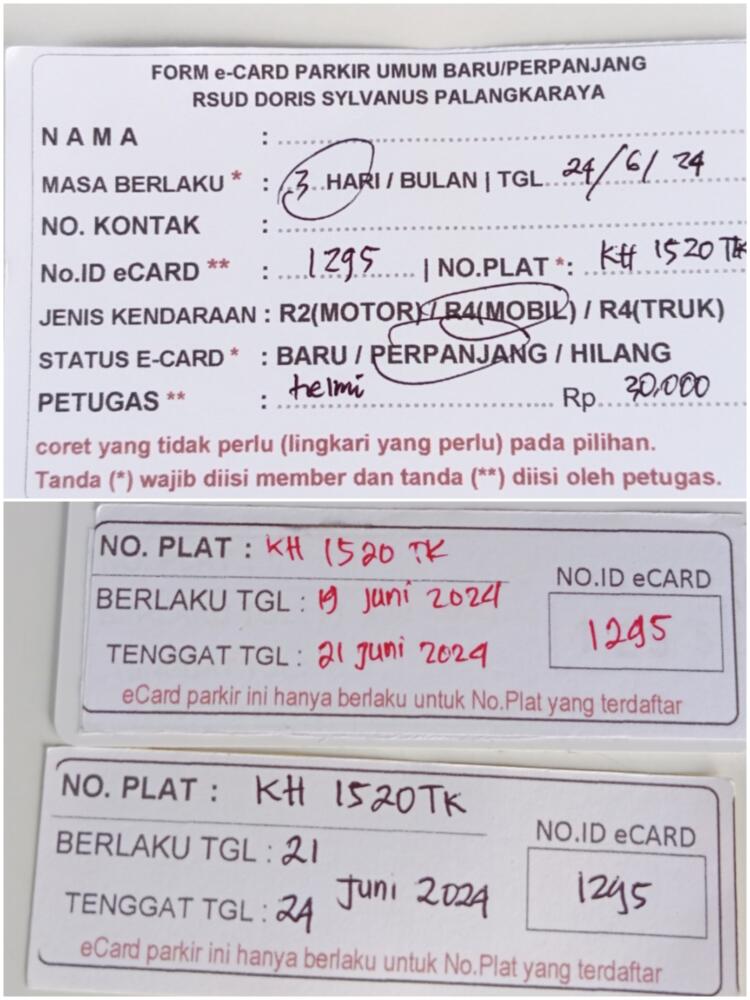 FORM e-CARD PARKIR UMUM BARU/PERPANJANG
RSUD DORIS SYLVANUS PALANGKARAYA
NAMA :
MASA BERLAKU * : 3 HARI / BULAN | TGL 24/6/24
NO. KONTAK :
No.ID eCARD ** : 1295 | NO.PLAT *: KH 1520 TK
JENIS KENDARAAN : R2(MOTOR) / R4(MOBIL) / R4(TRUK)
STATUS E-CARD * : BARU / PERPANJANG / HILANG
PETUGAS ** : helmi Rp. 30,000
coret yang tidak perlu (lingkari yang perlu) pada pilihan.
Tanda (*) wajib diisi member dan tanda (**) diisi oleh petugas.
NO. PLAT : KH 1520 TK
NO.ID eCARD
BERLAKU TGL : 19 Juni 2024
1295
TENGGAT TGL : 21 Juni 2024
eCard parkir ini hanya berlaku untuk No.Plat yang terdaftar
NO. PLAT : KH 1520TK
NO.ID eCARD
BERLAKU TGL : 21
1295
TENGGAT TGL : 24 Juni 2024
eCard parkir ini hanya berlaku untuk No.Plat yang terdaftar